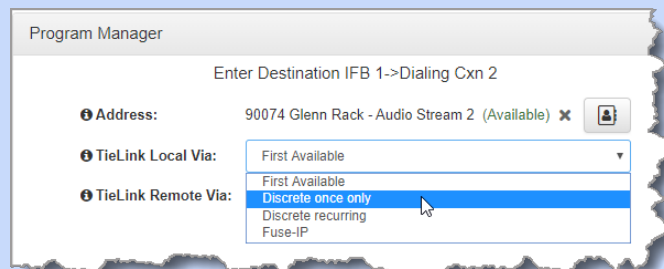 Program Manager
Enter Destination IFB 1->Dialing Cxn 2
Address: 90074 Glenn Rack - Audio Stream 2 (Available)
TieLink Local Via: First Available
First Available
TieLink Remote Via: Discrete once only
Discrete recurring
Fuse-IP